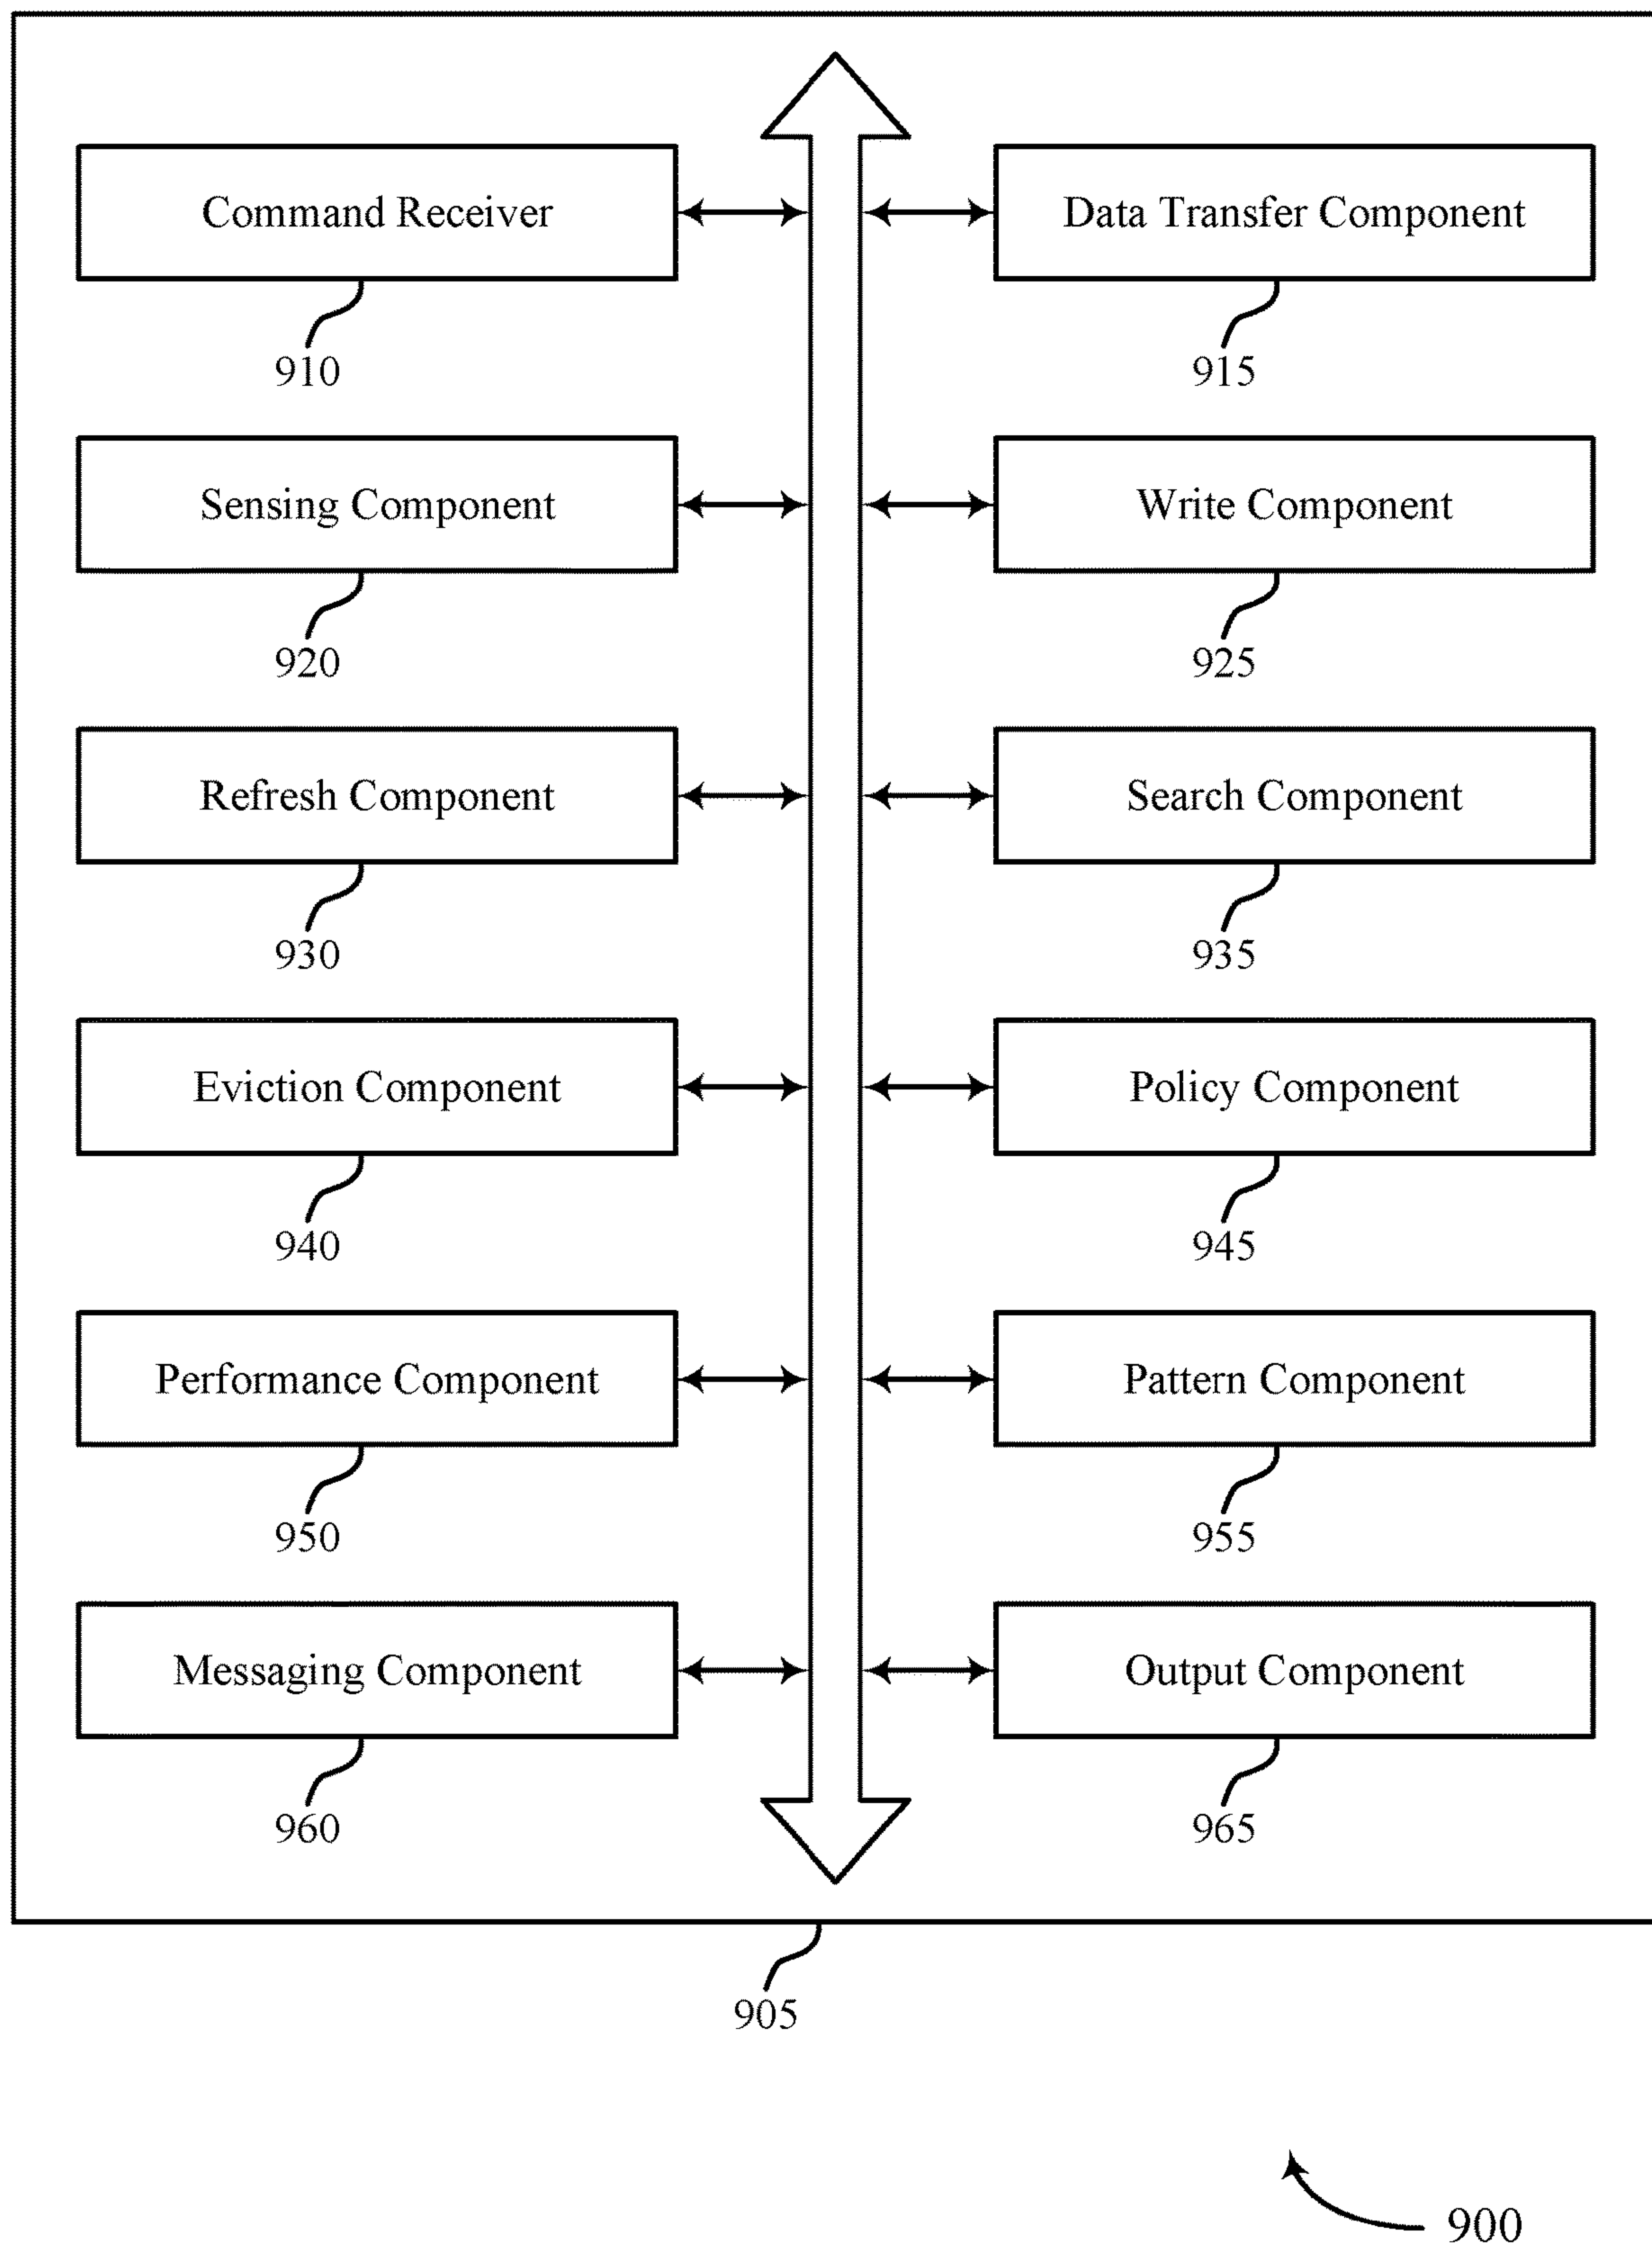 Command Receiver
Data Transfer Component
910
915
Sensing Component
Write Component
920
925
Refresh Component
Search Component
930
935
Eviction Component
Policy Component
940
945
Performance Component
Pattern Component
950
955
Messaging Component
Output Component
960
965
905
900